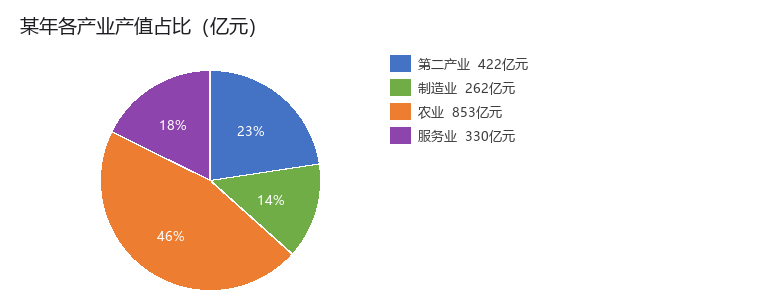 某年各产业产值占比（亿元）
第二产业 422亿元
制造业 262亿元
农业 853亿元
服务业 330亿元
18%
23%
14%
46%